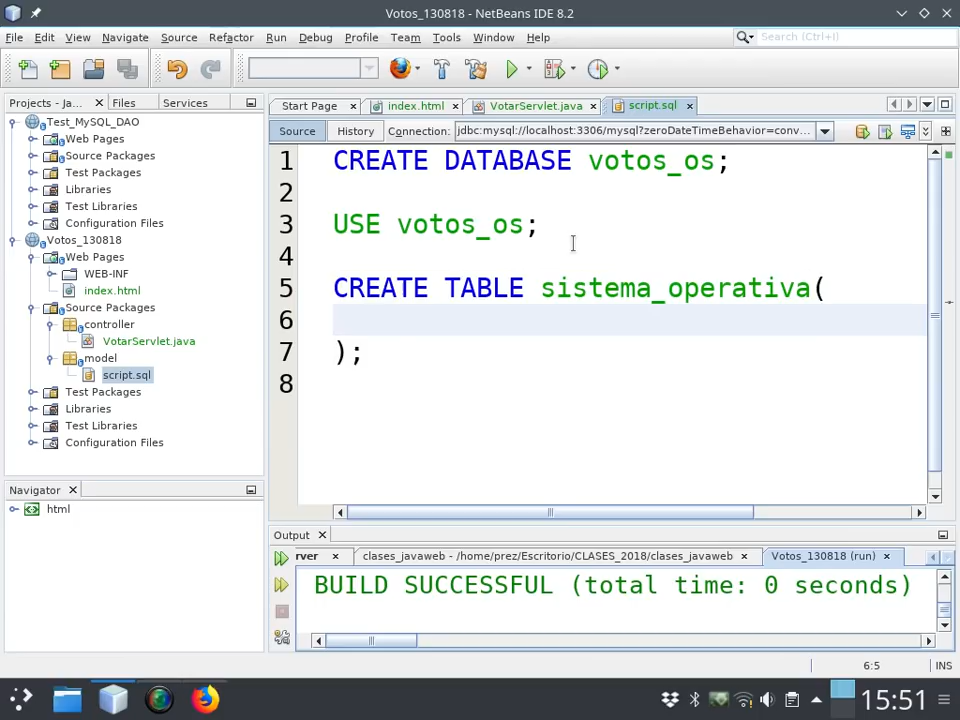 Votos_130818 - NetBeans IDE 8.2
File Edit View Navigate Source Refactor Run Debug Profile Team Tools Window Help
Search (Ctrl+I)
Projects - Ja... Files Services
Start Page index.html VotarServlet.java script.sql
Source History Connection: jdbc:mysql://localhost:3306/mysql?zeroDateTimeBehavior=conv...
Test_MySQL_DAO
Web Pages
Source Packages
Test Packages
Libraries
Test Libraries
Configuration Files
Votos_130818
Web Pages
WEB-INF
index.html
Source Packages
controller
VotarServlet.java
model
script.sql
Test Packages
Libraries
Test Libraries
Configuration Files
1 CREATE DATABASE votos_os;
2
3 USE votos_os;
4
5 CREATE TABLE sistema_operativa(
6
7 );
8
Navigator
html
Output
rver clases_javaweb - /home/prez/Escritorio/CLASES_2018/clases_javaweb Votos_130818 (run)
BUILD SUCCESSFUL (total time: 0 seconds)
6:5 INS
15:51